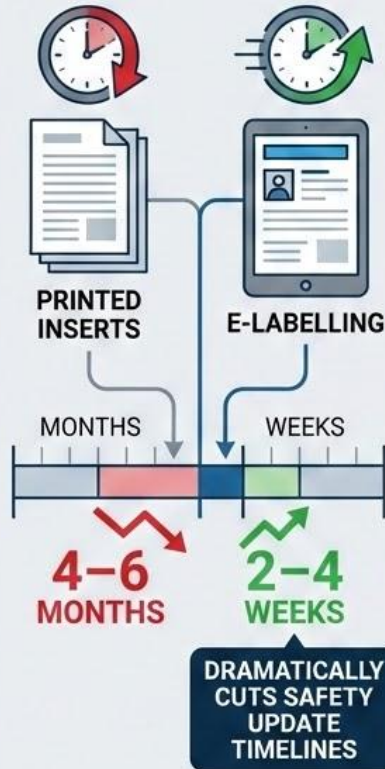 PRINTED
INSERTS
E-LABELLING
MONTHS
WEEKS
4–6
MONTHS
2–4
WEEKS
DRAMATICALLY
CUTS SAFETY
UPDATE
TIMELINES